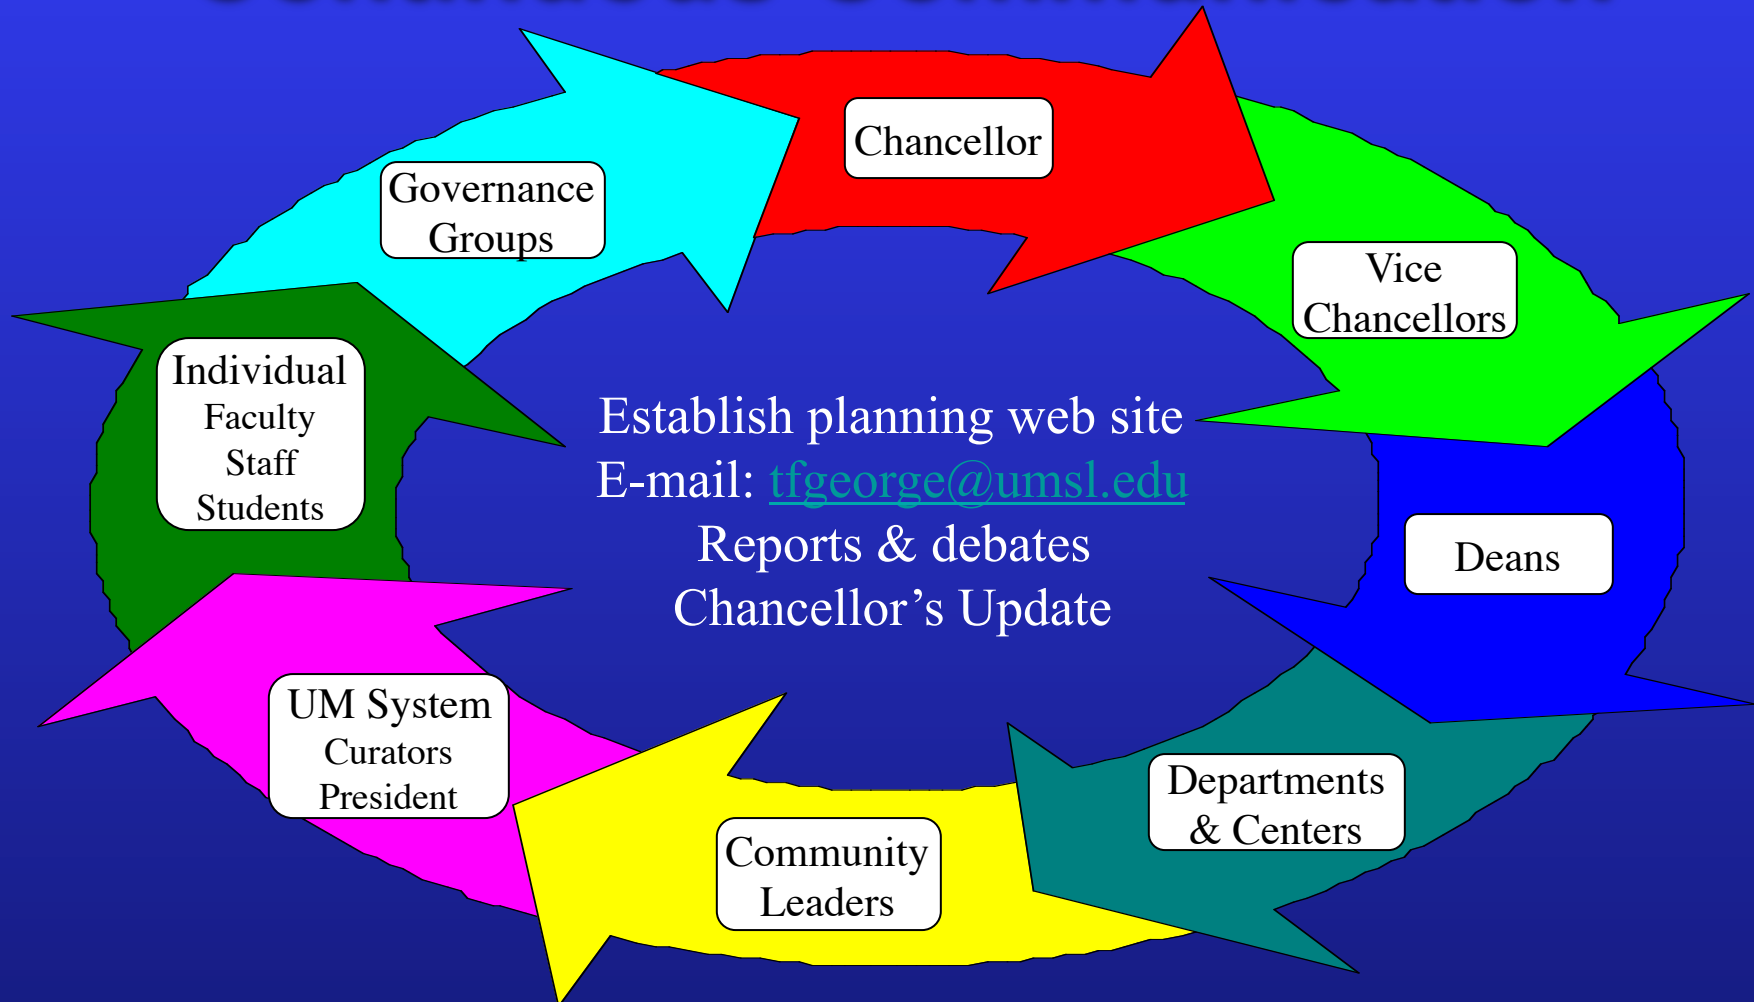 Chancellor
Governance
Groups
Vice
Chancellors
Individual
Faculty
Staff
Students
Establish planning web site
E-mail: tfgeorge@umsl.edu
Reports & debates
Chancellor’s Update
Deans
UM System
Curators
President
Departments
& Centers
Community
Leaders